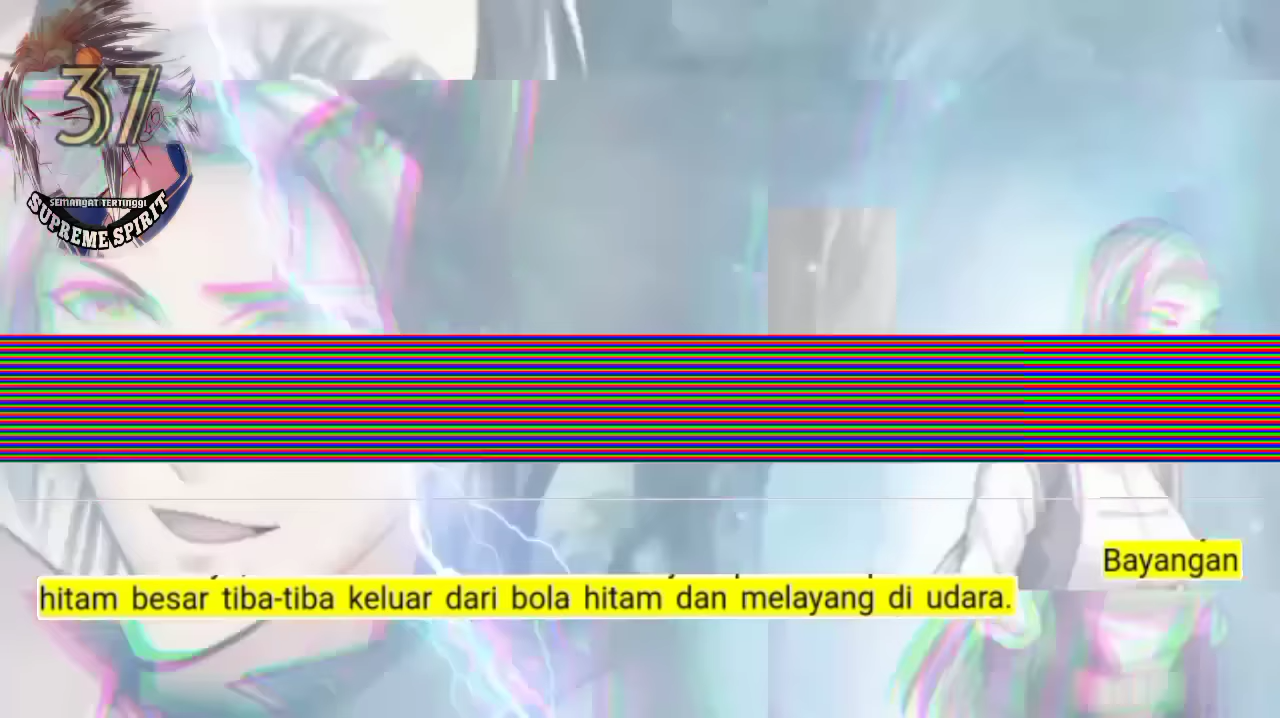 37
SEMANGAT TERTINGGI
SUPREME SPIRIT
Bayangan
hitam besar tiba-tiba keluar dari bola hitam dan melayang di udara.